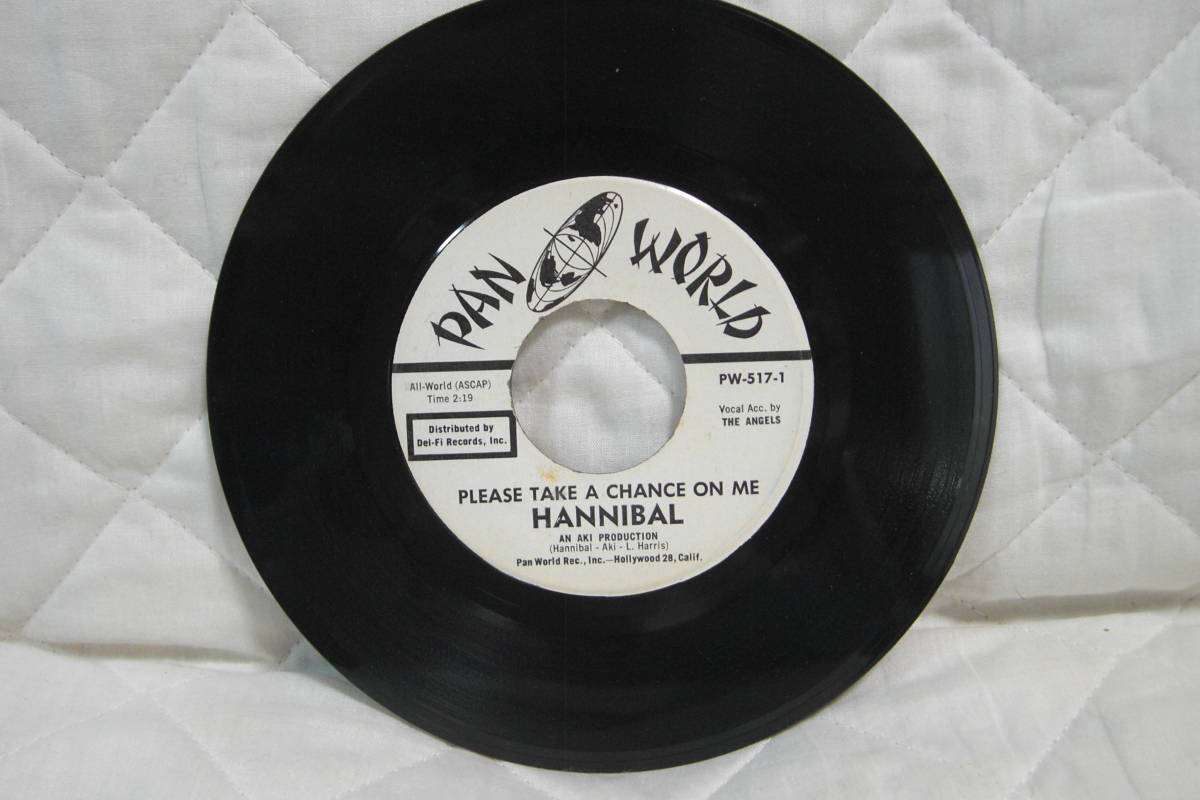 PAN WORLD
All-World (ASCAP)
Time 2:19
Distributed by
Del-Fi Records, Inc.
PW-517-1
Vocal Acc. by
THE ANGELS
PLEASE TAKE A CHANCE ON ME
HANNIBAL
AN AKI PRODUCTION
(Hannibal - Aki - L. Harris)
Pan World Rec., Inc.—Hollywood 28, Calif.